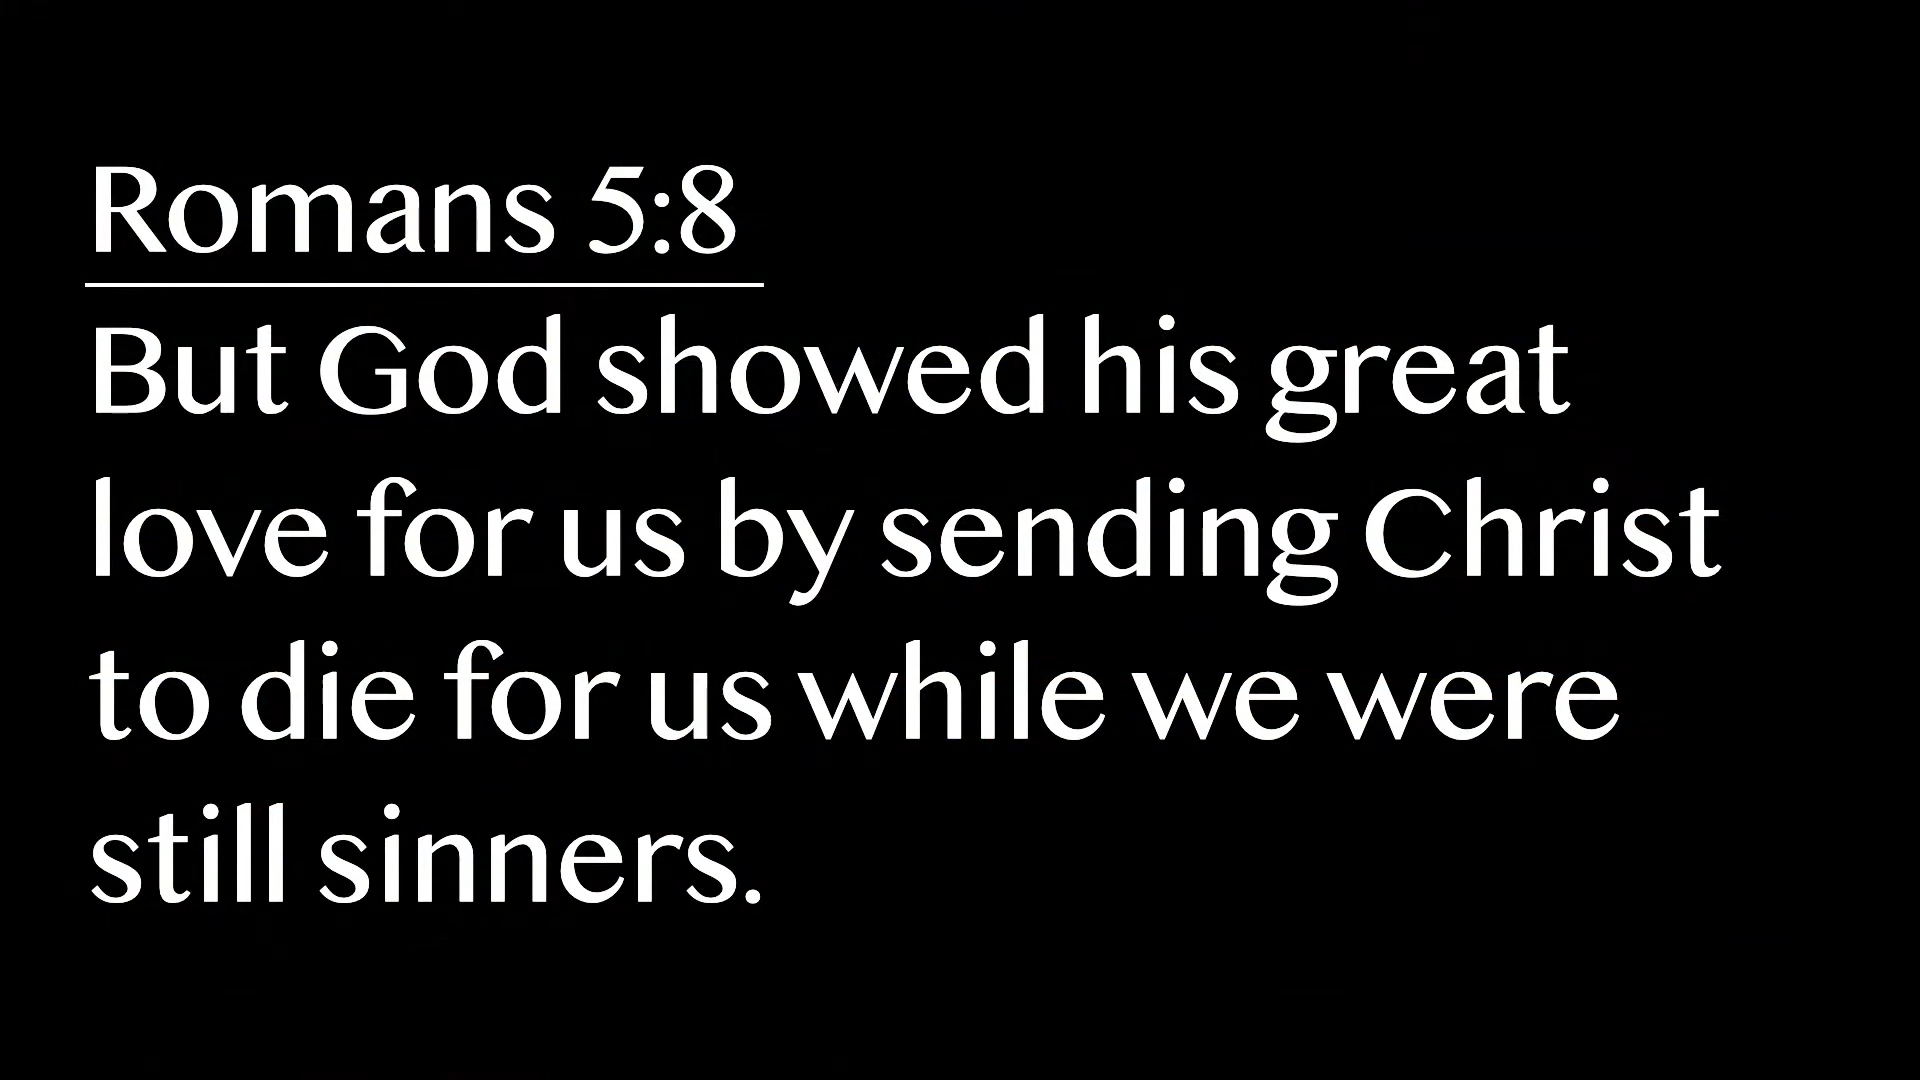 Romans 5:8
But God showed his great
love for us by sending Christ
to die for us while we were
still sinners.